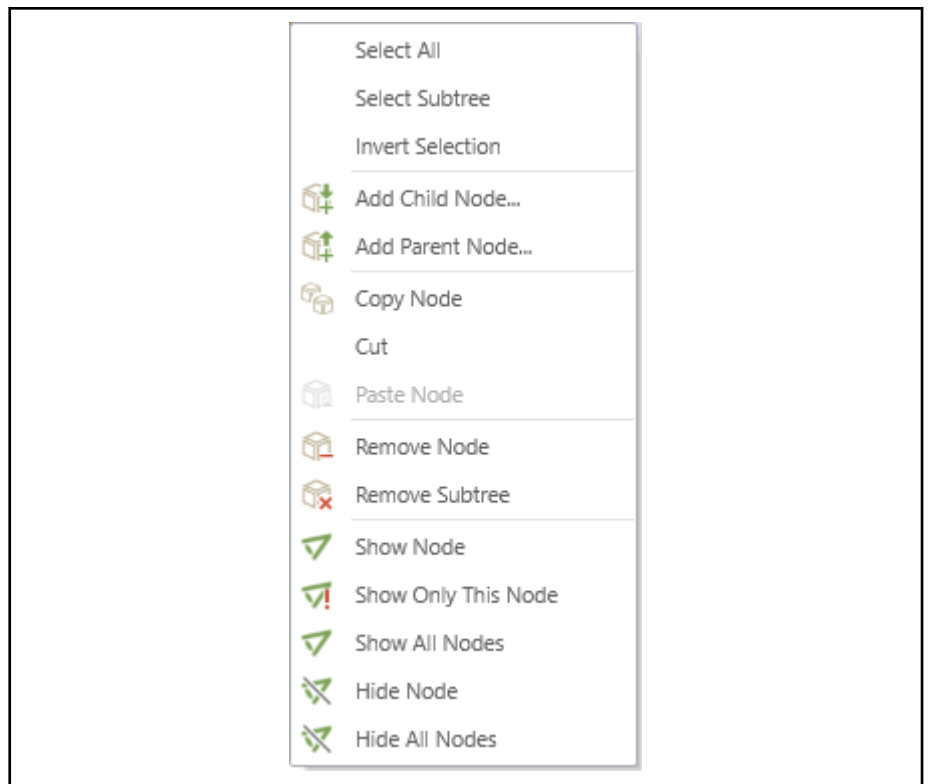 Select All
Select Subtree
Invert Selection
Add Child Node...
Add Parent Node...
Copy Node
Cut
Paste Node
Remove Node
Remove Subtree
Show Node
Show Only This Node
Show All Nodes
Hide Node
Hide All Nodes